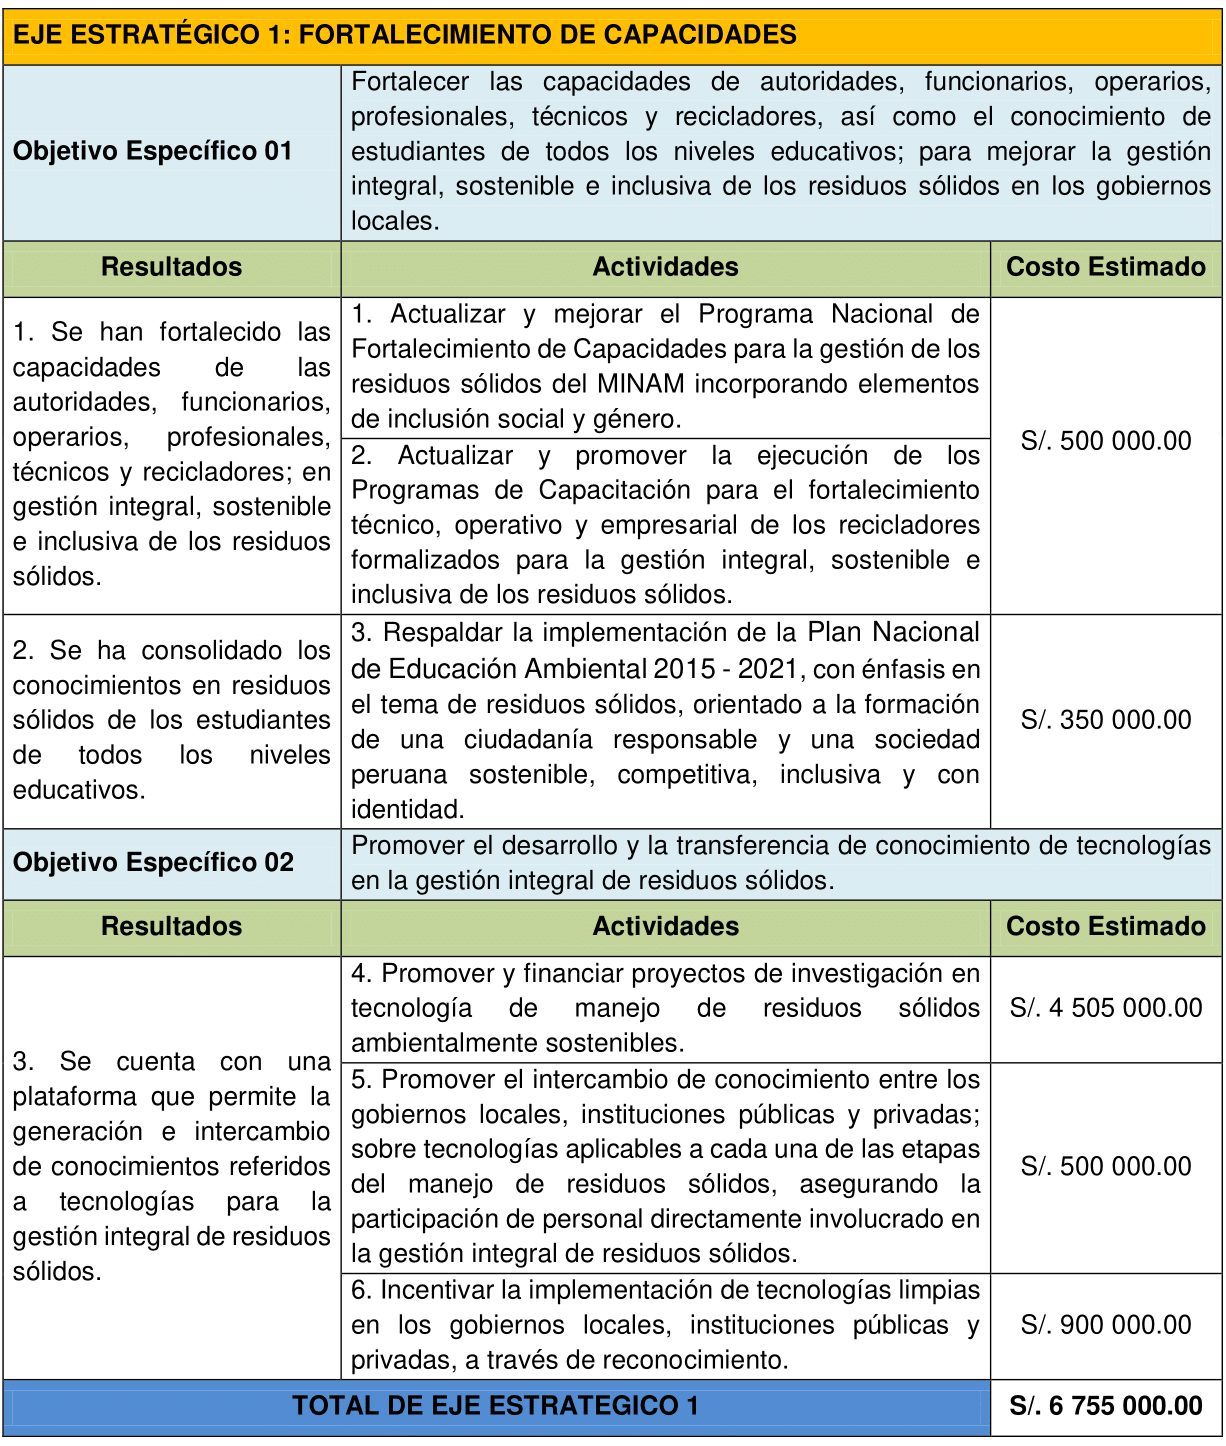 EJE ESTRATÉGICO 1: FORTALECIMIENTO DE CAPACIDADES
Objetivo Específico 01
Fortalecer las capacidades de autoridades, funcionarios, operarios,
profesionales, técnicos y recicladores, así como el conocimiento de
estudiantes de todos los niveles educativos; para mejorar la gestión
integral, sostenible e inclusiva de los residuos sólidos en los gobiernos
locales.
Resultados
Actividades
Costo Estimado
1. Se han fortalecido las
capacidades de las
autoridades, funcionarios,
operarios, profesionales,
técnicos y recicladores; en
gestión integral, sostenible
e inclusiva de los residuos
sólidos.
1. Actualizar y mejorar el Programa Nacional de
Fortalecimiento de Capacidades para la gestión de los
residuos sólidos del MINAM incorporando elementos
de inclusión social y género.
2. Actualizar y promover la ejecución de los
Programas de Capacitación para el fortalecimiento
técnico, operativo y empresarial de los recicladores
formalizados para la gestión integral, sostenible e
inclusiva de los residuos sólidos.
S/. 500 000.00
2. Se ha consolidado los
conocimientos en residuos
sólidos de los estudiantes
de todos los niveles
educativos.
3. Respaldar la implementación de la Plan Nacional
de Educación Ambiental 2015 - 2021, con énfasis en
el tema de residuos sólidos, orientado a la formación
de una ciudadanía responsable y una sociedad
peruana sostenible, competitiva, inclusiva y con
identidad.
S/. 350 000.00
Objetivo Específico 02
Promover el desarrollo y la transferencia de conocimiento de tecnologías
en la gestión integral de residuos sólidos.
Resultados
Actividades
Costo Estimado
3. Se cuenta con una
plataforma que permite la
generación e intercambio
de conocimientos referidos
a tecnologías para la
gestión integral de residuos
sólidos.
4. Promover y financiar proyectos de investigación en
tecnología de manejo de residuos sólidos
ambientalmente sostenibles.
S/. 4 505 000.00
5. Promover el intercambio de conocimiento entre los
gobiernos locales, instituciones públicas y privadas;
sobre tecnologías aplicables a cada una de las etapas
del manejo de residuos sólidos, asegurando la
participación de personal directamente involucrado en
la gestión integral de residuos sólidos.
S/. 500 000.00
6. Incentivar la implementación de tecnologías limpias
en los gobiernos locales, instituciones públicas y
privadas, a través de reconocimiento.
S/. 900 000.00
TOTAL DE EJE ESTRATEGICO 1
S/. 6 755 000.00